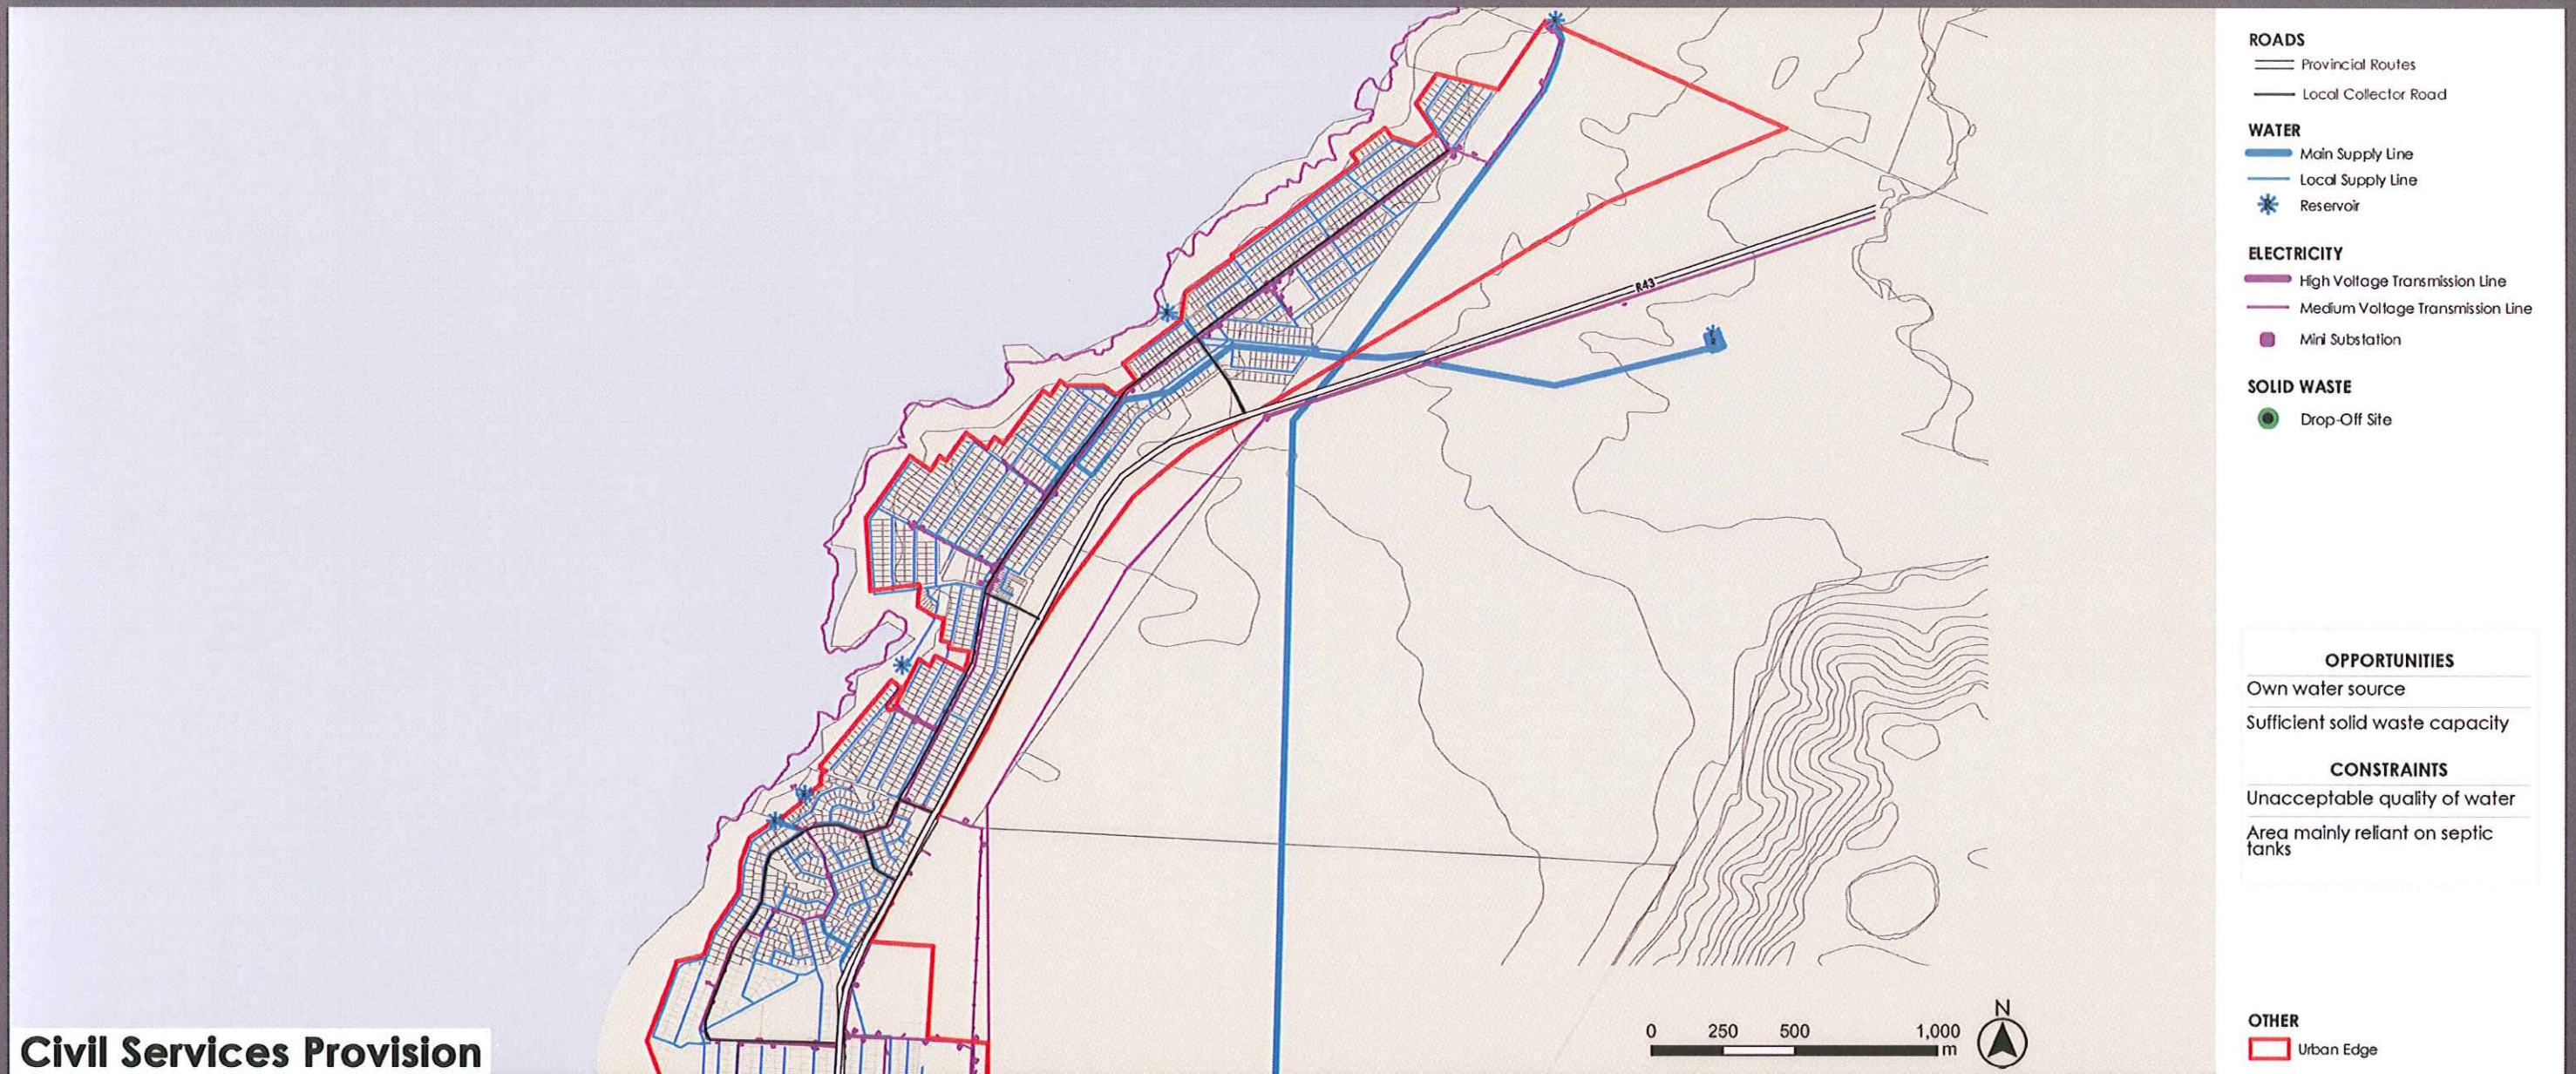 ROADS
Provincial Routes
Local Collector Road
WATER
Main Supply Line
Local Supply Line
Reservoir
ELECTRICITY
High Voltage Transmission Line
Medium Voltage Transmission Line
Mini Substation
SOLID WASTE
Drop-Off Site
R43
OPPORTUNITIES
Own water source
Sufficient solid waste capacity
CONSTRAINTS
Unacceptable quality of water
Area mainly reliant on septic
tanks
N
0 250 500 1,000
m
OTHER
Urban Edge
Civil Services Provision